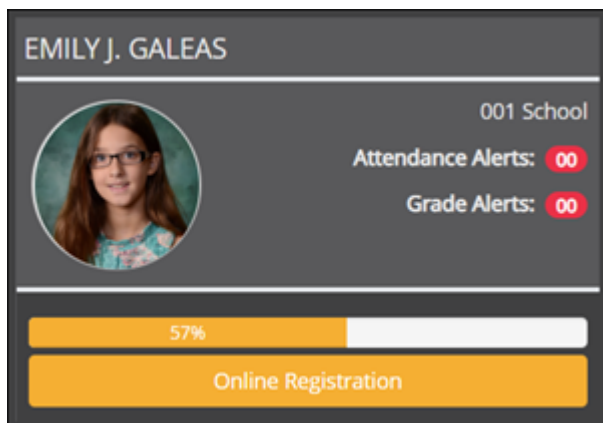 EMILY J. GALEAS
001 School
Attendance Alerts: 00
Grade Alerts: 00
57%
Online Registration